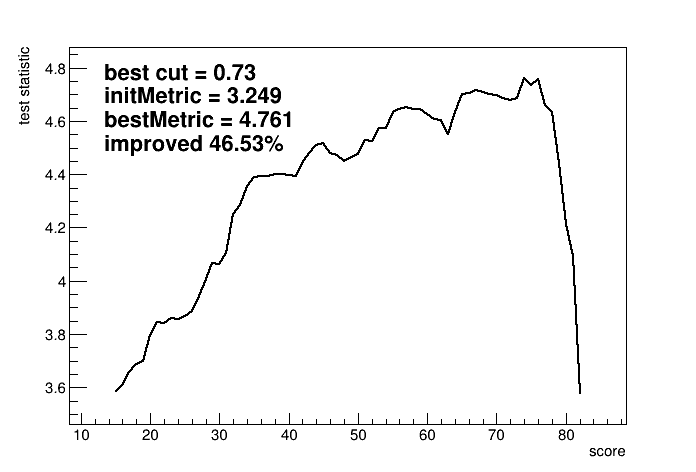 test statistic
4.8
4.6
4.4
4.2
4
3.8
3.6
best cut = 0.73
initMetric = 3.249
bestMetric = 4.761
improved 46.53%
10 20 30 40 50 60 70 80
score